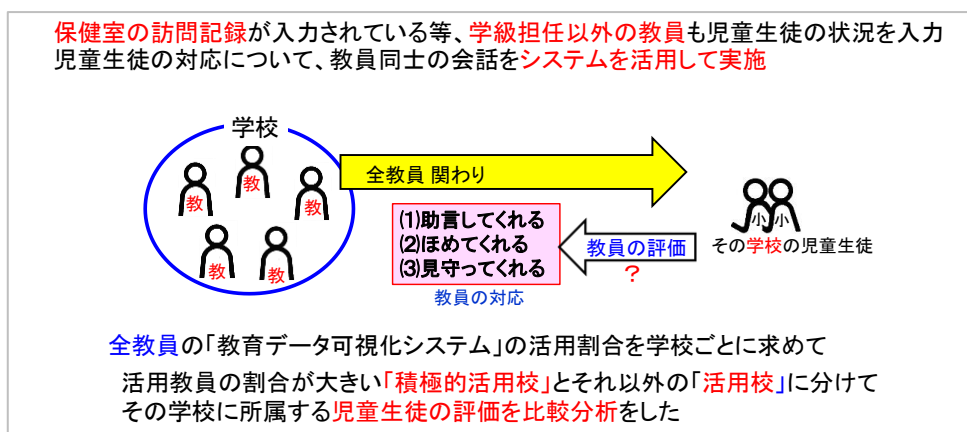 保健室の訪問記録が入力されている等、学級担任以外の教員も児童生徒の状況を入力
児童生徒の対応について、教員同士の会話をシステムを活用して実施
学校
教
教
教
教
教
全教員 関わり
(1)助言してくれる
(2)ほめてくれる
(3)見守ってくれる
教員の対応
教員の評価
?
小
小
その学校の児童生徒
全教員の「教育データ可視化システム」の活用割合を学校ごとに求めて
活用教員の割合が大きい「積極的活用校」とそれ以外の「活用校」に分けて
その学校に所属する児童生徒の評価を比較分析をした